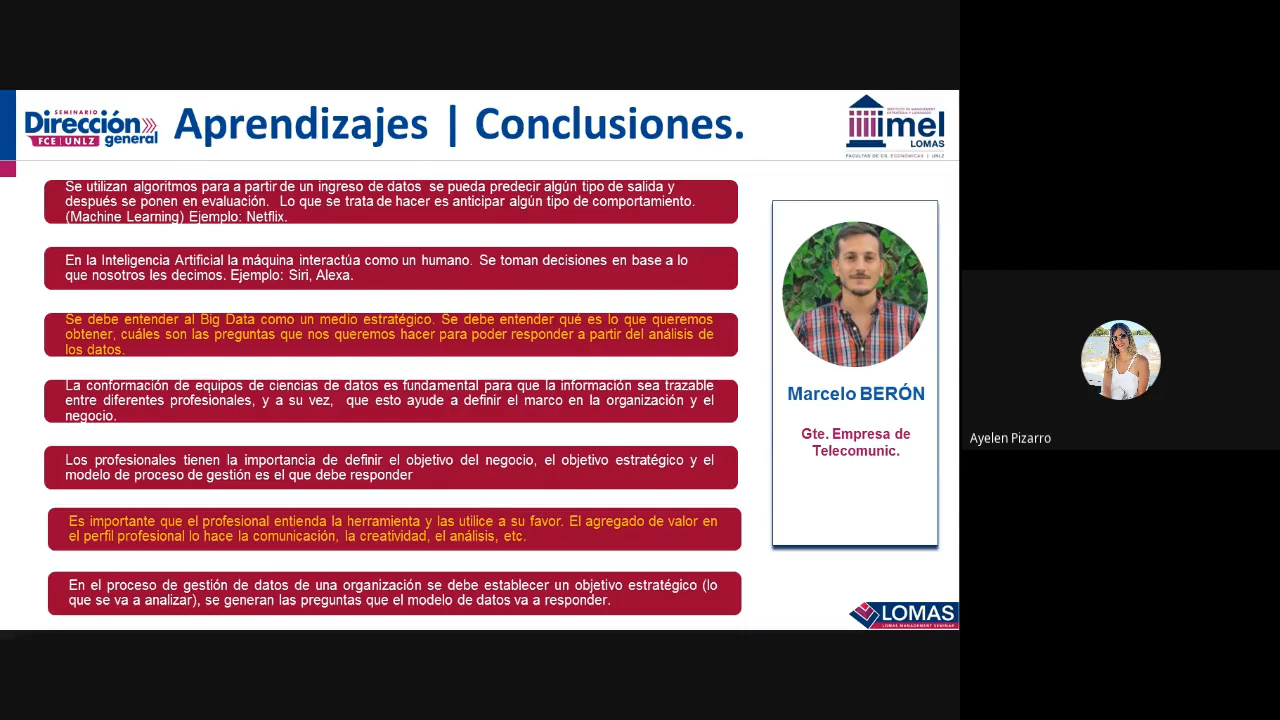 SEMINARIO
Dirección
general
FCE | UNLZ
Aprendizajes | Conclusiones.
INSTITUTO DE MANAGEMENT
ESTRATEGIA Y LIDERAZGO
imel
LOMAS
FACULTAD DE CS. ECONÓMICAS | UNLZ
Se utilizan algoritmos para a partir de un ingreso de datos se pueda predecir algún tipo de salida y
después se ponen en evaluación. Lo que se trata de hacer es anticipar algún tipo de comportamiento.
(Machine Learning) Ejemplo: Netflix.
En la Inteligencia Artificial la máquina interactúa como un humano. Se toman decisiones en base a lo
que nosotros les decimos. Ejemplo: Siri, Alexa.
Se debe entender al Big Data como un medio estratégico. Se debe entender qué es lo que queremos
obtener, cuáles son las preguntas que nos queremos hacer para poder responder a partir del análisis de
los datos.
La conformación de equipos de ciencias de datos es fundamental para que la información sea trazable
entre diferentes profesionales, y a su vez, que esto ayude a definir el marco en la organización y el
negocio.
Los profesionales tienen la importancia de definir el objetivo del negocio, el objetivo estratégico y el
modelo de proceso de gestión es el que debe responder
Es importante que el profesional entienda la herramienta y las utilice a su favor. El agregado de valor en
el perfil profesional lo hace la comunicación, la creatividad, el análisis, etc.
En el proceso de gestión de datos de una organización se debe establecer un objetivo estratégico (lo
que se va a analizar), se generan las preguntas que el modelo de datos va a responder.
Marcelo BERÓN
Gte. Empresa de
Telecomunic.
LOMAS
LOMAS MANAGEMENT SEMINAR
Ayelen Pizarro